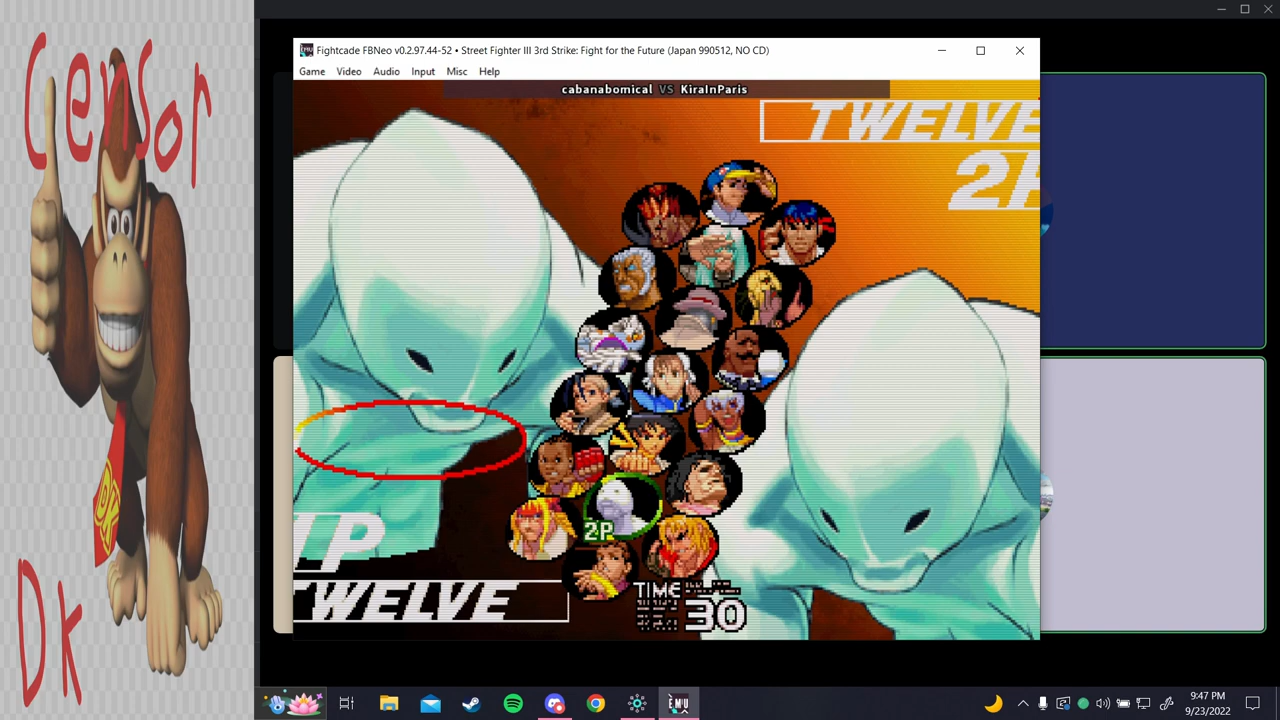 Censor
DK
Dk
Fightcade FBNeo v0.2.97.44-52 • Street Fighter III 3rd Strike: Fight for the Future (Japan 990512, NO CD)
Game Video Audio Input Misc Help
cabanabomical VS KiraInParis
TWELVE
2P
2P
1P
TWELVE
TIME
30
E.MU
9:47 PM
9/23/2022